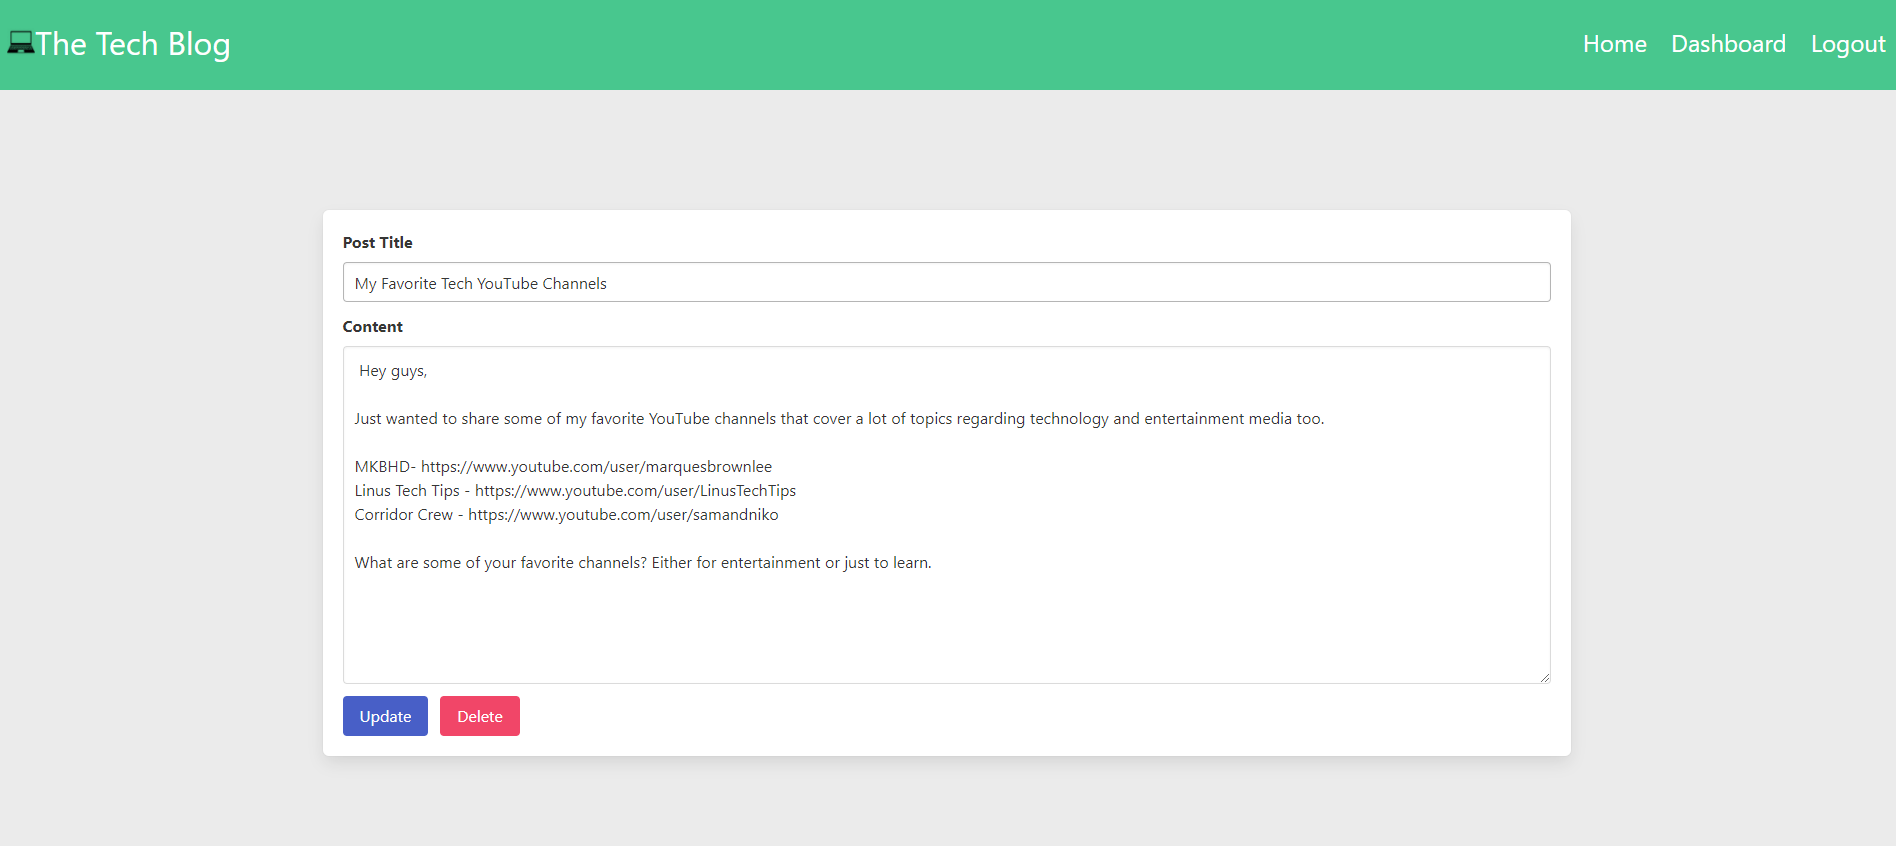 The Tech Blog
Home Dashboard Logout
Post Title
My Favorite Tech YouTube Channels
Content
Hey guys,
Just wanted to share some of my favorite YouTube channels that cover a lot of topics regarding technology and entertainment media too.
MKBHD- https://www.youtube.com/user/marquesbrownlee
Linus Tech Tips - https://www.youtube.com/user/LinusTechTips
Corridor Crew - https://www.youtube.com/user/samandniko
What are some of your favorite channels? Either for entertainment or just to learn.
Update Delete